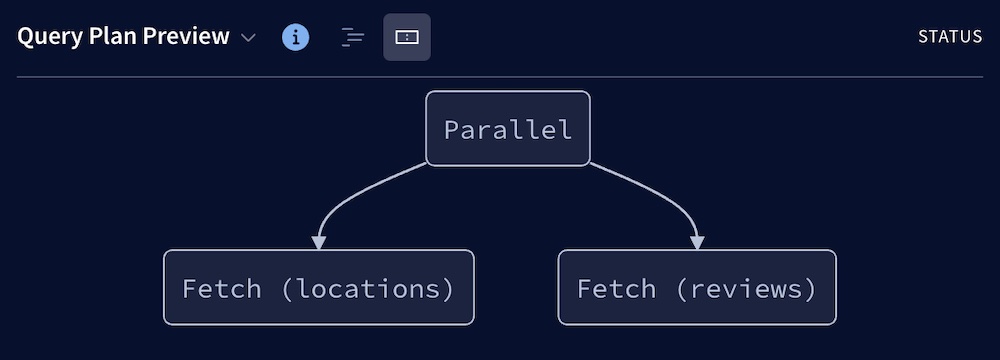 Query Plan Preview
STATUS
Parallel
Fetch (locations)
Fetch (reviews)